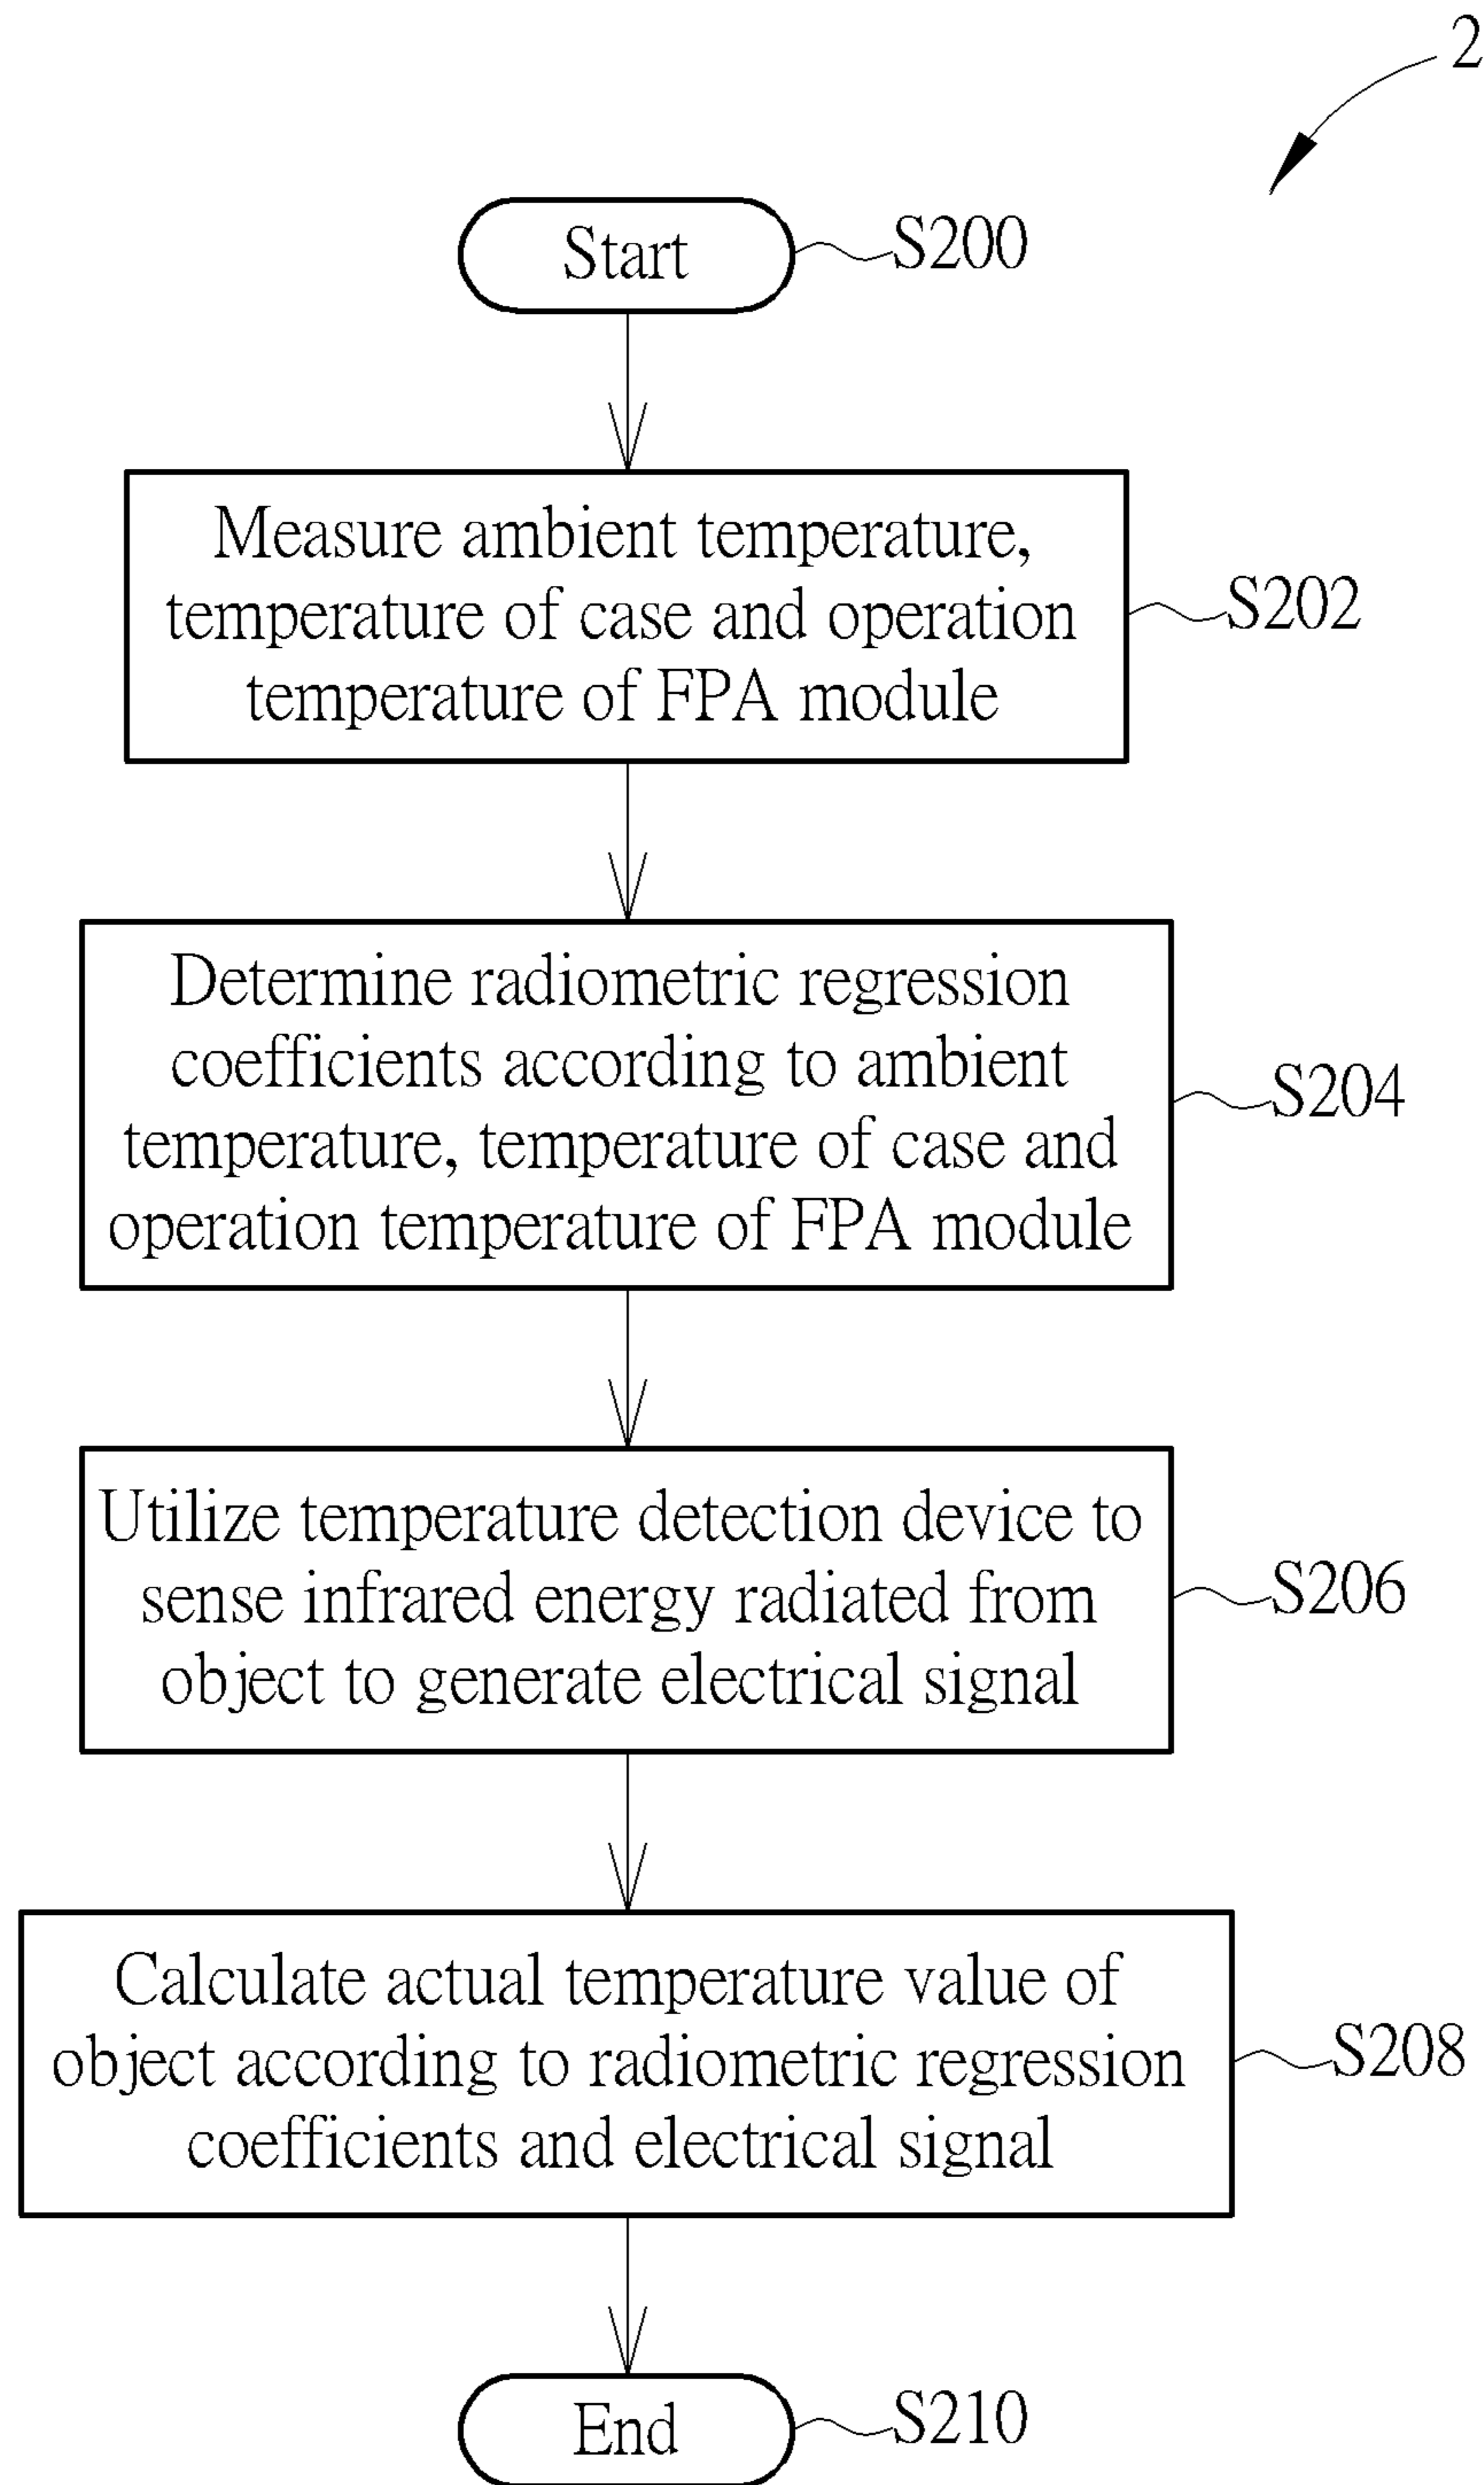 2
Start
S200
Measure ambient temperature,
temperature of case and operation
temperature of FPA module
S202
Determine radiometric regression
coefficients according to ambient
temperature, temperature of case and
operation temperature of FPA module
S204
Utilize temperature detection device to
sense infrared energy radiated from
object to generate electrical signal
S206
Calculate actual temperature value of
object according to radiometric regression
coefficients and electrical signal
S208
End
S210